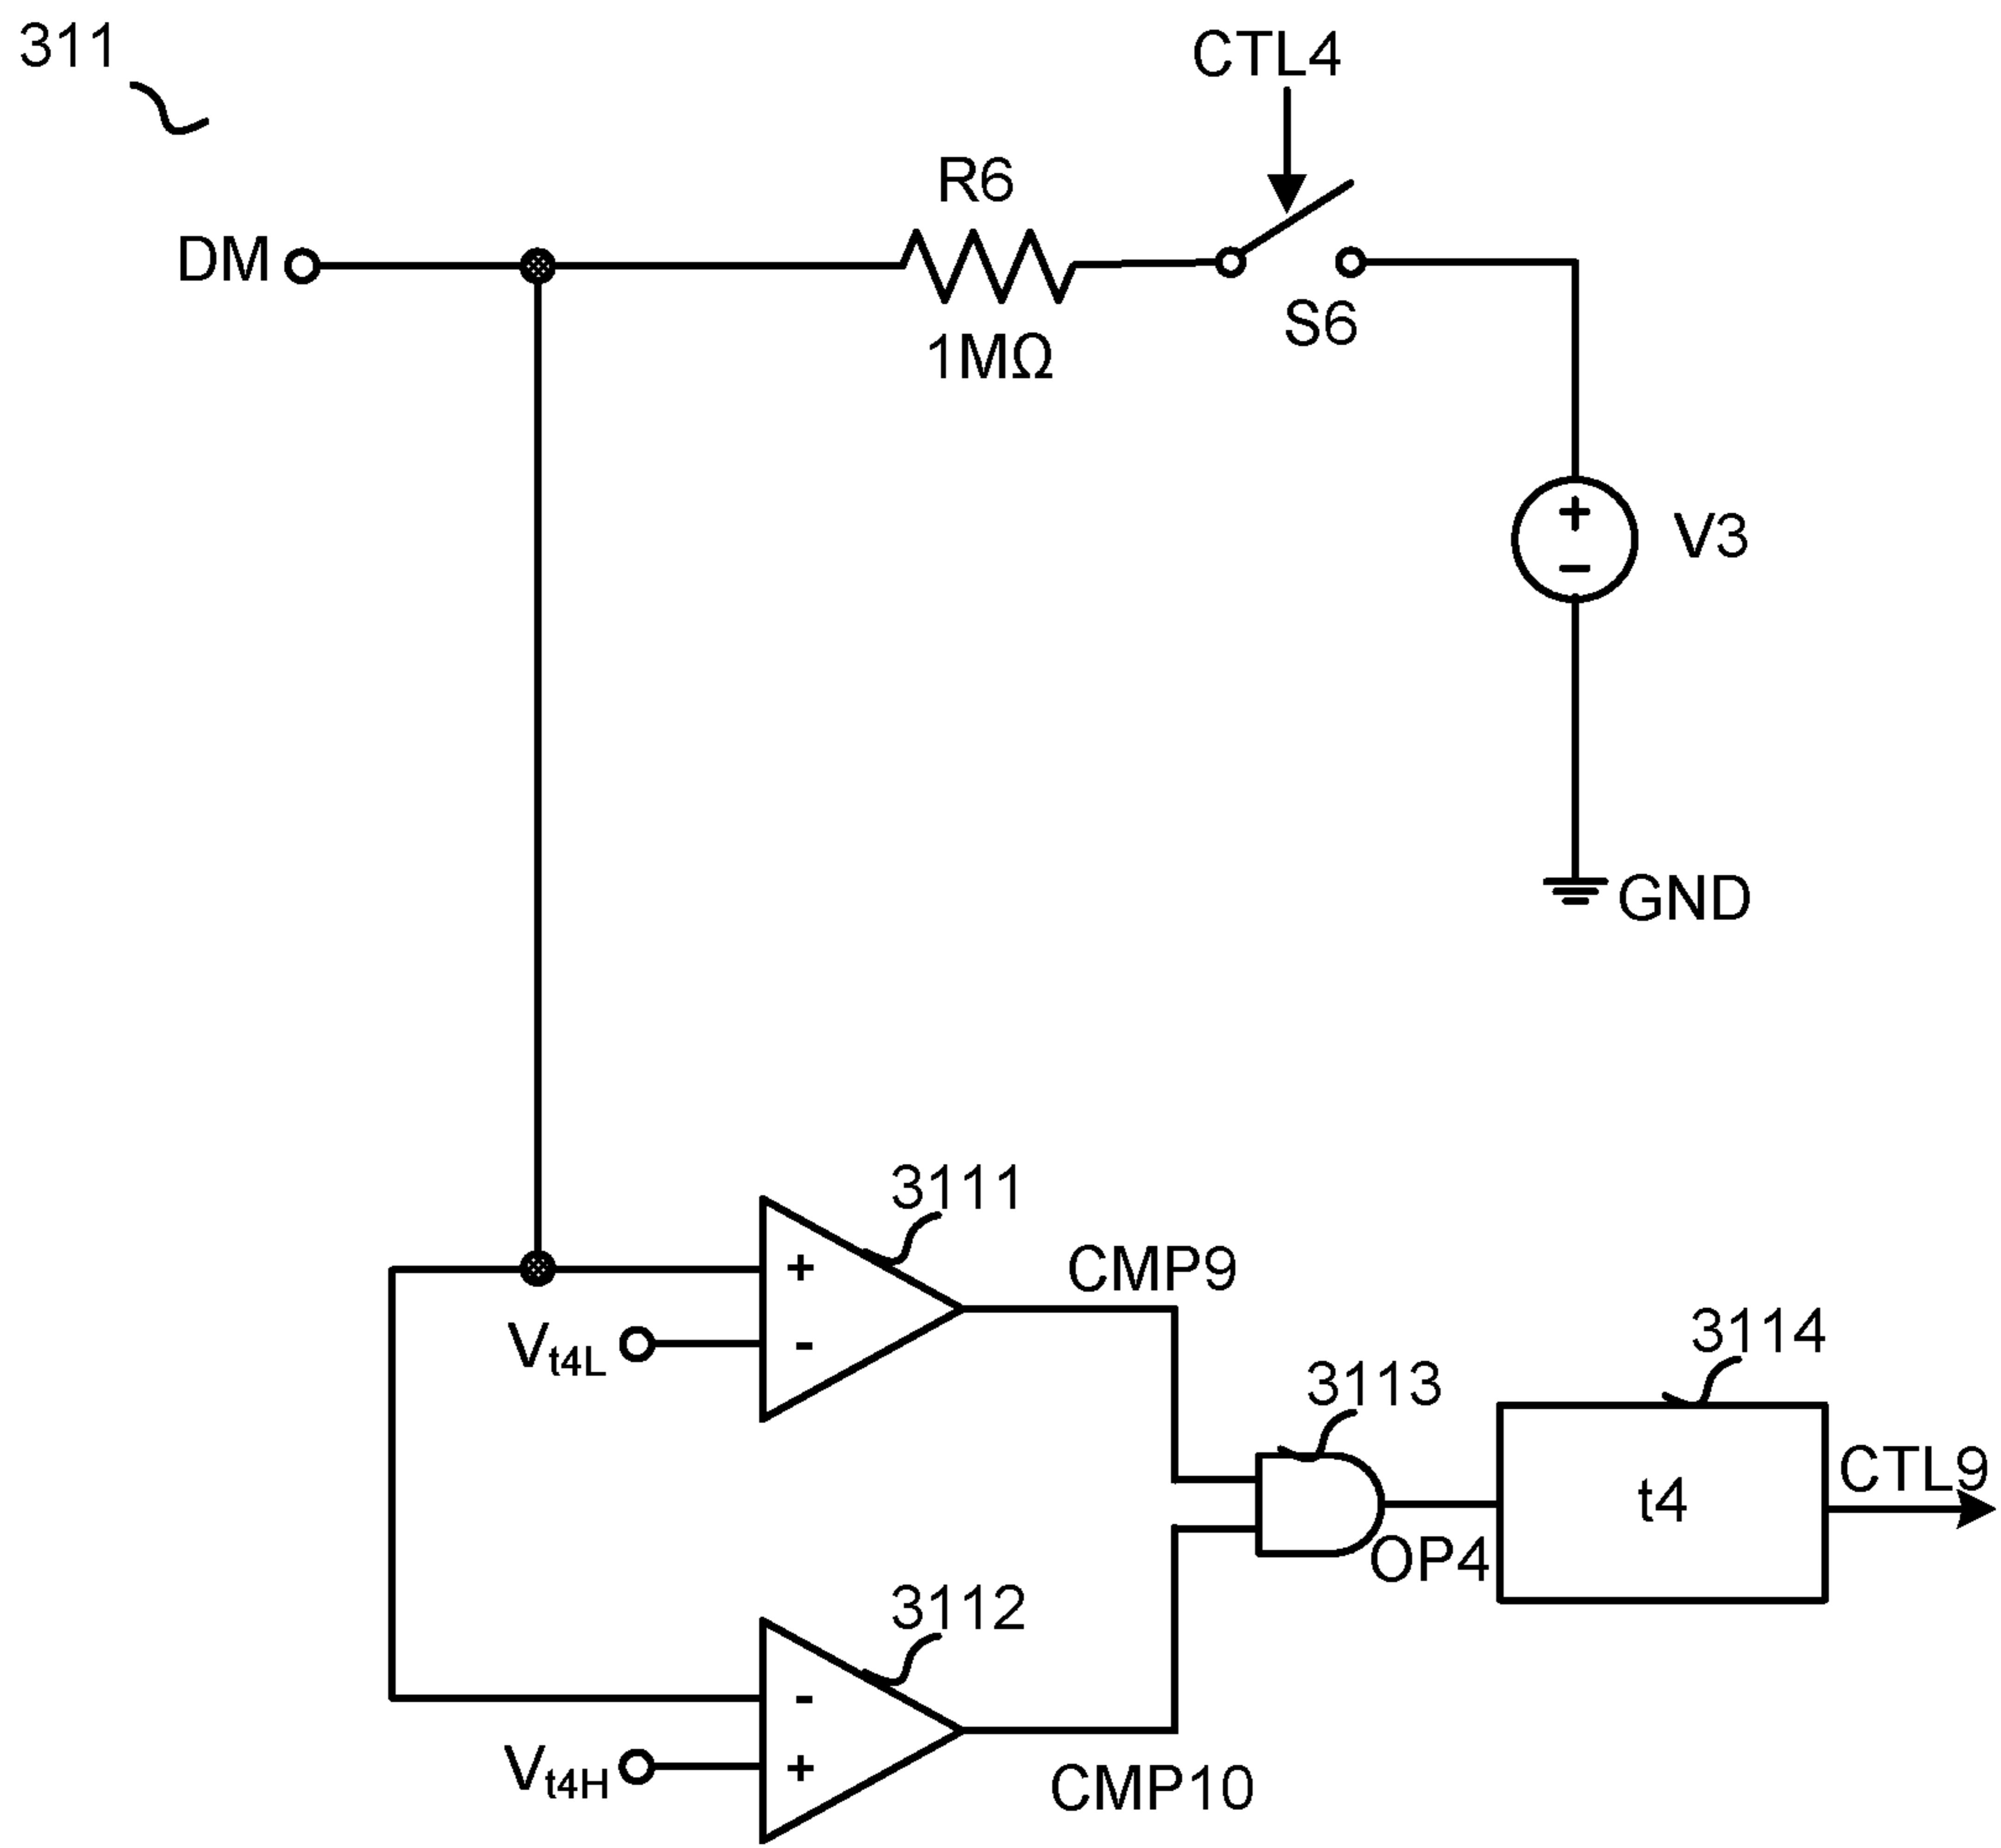 311
CTL4
R6
DM
1MΩ
S6
+
−
V3
GND
3111
+
CMP9
Vt4L
-
3114
3113
t4
CTL9
OP4
3112
-
Vt4H
+
CMP10